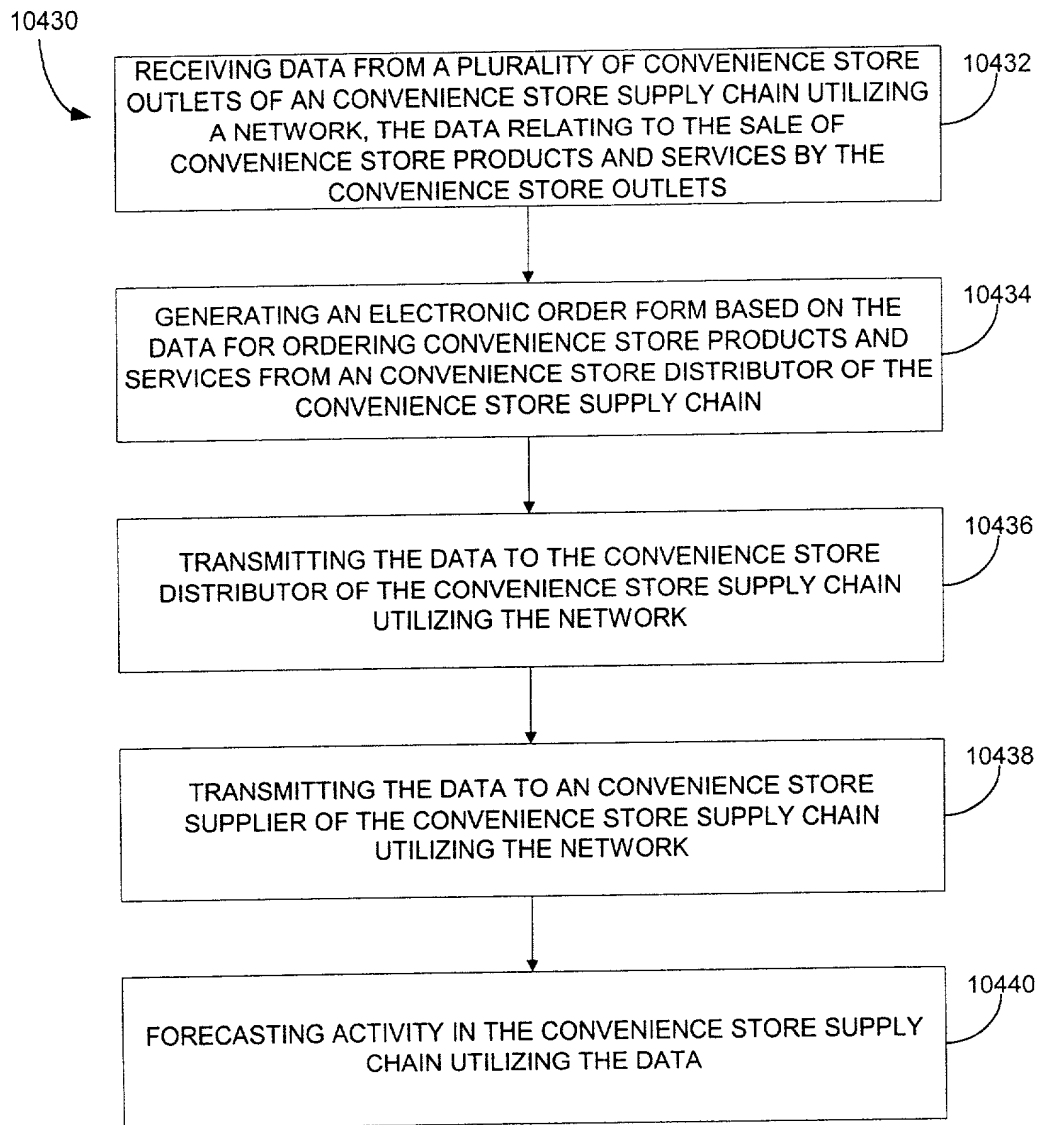 10430
RECEIVING DATA FROM A PLURALITY OF CONVENIENCE STORE
OUTLETS OF AN CONVENIENCE STORE SUPPLY CHAIN UTILIZING
A NETWORK, THE DATA RELATING TO THE SALE OF
CONVENIENCE STORE PRODUCTS AND SERVICES BY THE
CONVENIENCE STORE OUTLETS
10432
GENERATING AN ELECTRONIC ORDER FORM BASED ON THE
DATA FOR ORDERING CONVENIENCE STORE PRODUCTS AND
SERVICES FROM AN CONVENIENCE STORE DISTRIBUTOR OF THE
CONVENIENCE STORE SUPPLY CHAIN
10434
TRANSMITTING THE DATA TO THE CONVENIENCE STORE
DISTRIBUTOR OF THE CONVENIENCE STORE SUPPLY CHAIN
UTILIZING THE NETWORK
10436
TRANSMITTING THE DATA TO AN CONVENIENCE STORE
SUPPLIER OF THE CONVENIENCE STORE SUPPLY CHAIN
UTILIZING THE NETWORK
10438
FORECASTING ACTIVITY IN THE CONVENIENCE STORE SUPPLY
CHAIN UTILIZING THE DATA
10440